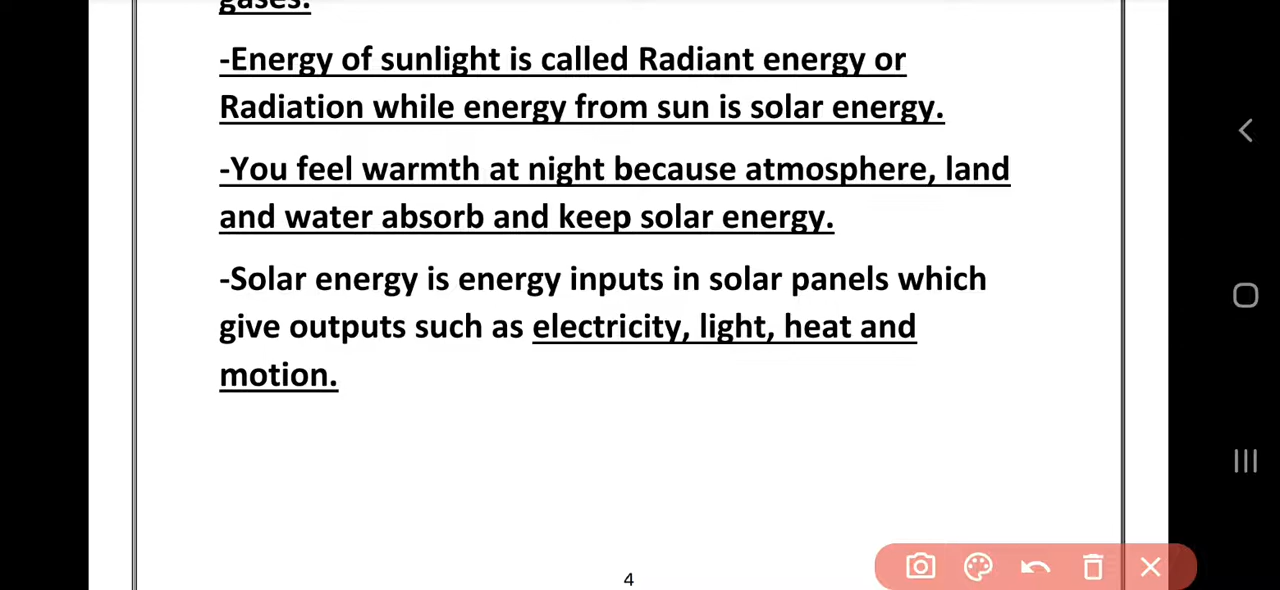 gases.
-Energy of sunlight is called Radiant energy or
Radiation while energy from sun is solar energy.
-You feel warmth at night because atmosphere, land
and water absorb and keep solar energy.
-Solar energy is energy inputs in solar panels which
give outputs such as electricity, light, heat and
motion.
4